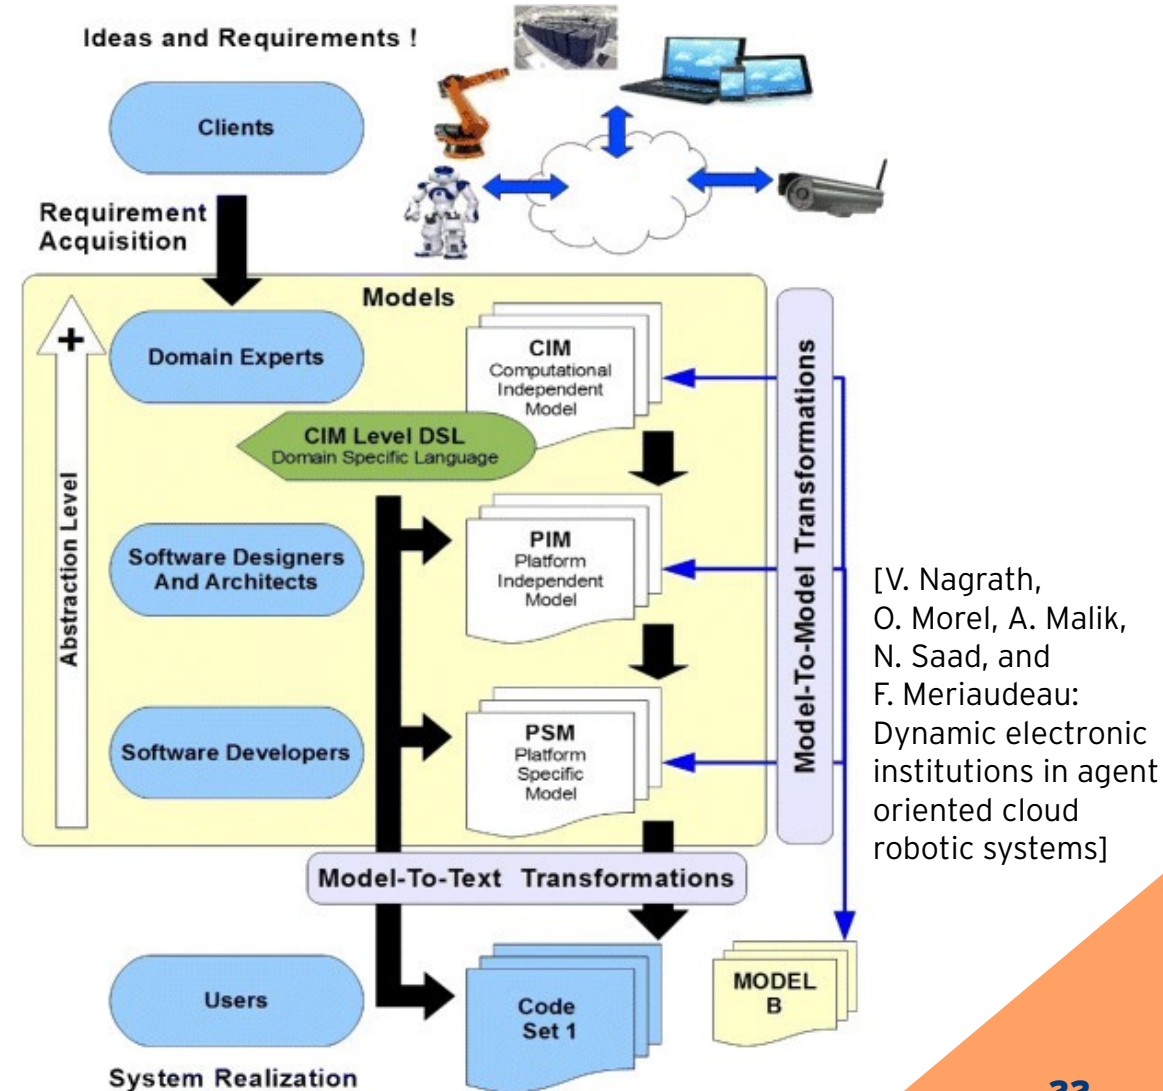 Ideas and Requirements !
Clients
Requirement
Acquisition
Models
+
Abstraction Level
Domain Experts
CIM
Computational
Independent
Model
CIM Level DSL
Domain Specific Language
Software Designers
And Architects
PIM
Platform
Independent
Model
Software Developers
PSM
Platform
Specific
Model
Model-To-Model Transformations
[V. Nagrath,
O. Morel, A. Malik,
N. Saad, and
F. Meriaudeau:
Dynamic electronic
institutions in agent
oriented cloud
robotic systems]
Model-To-Text Transformations
Users
Code
Set 1
MODEL
B
System Realization